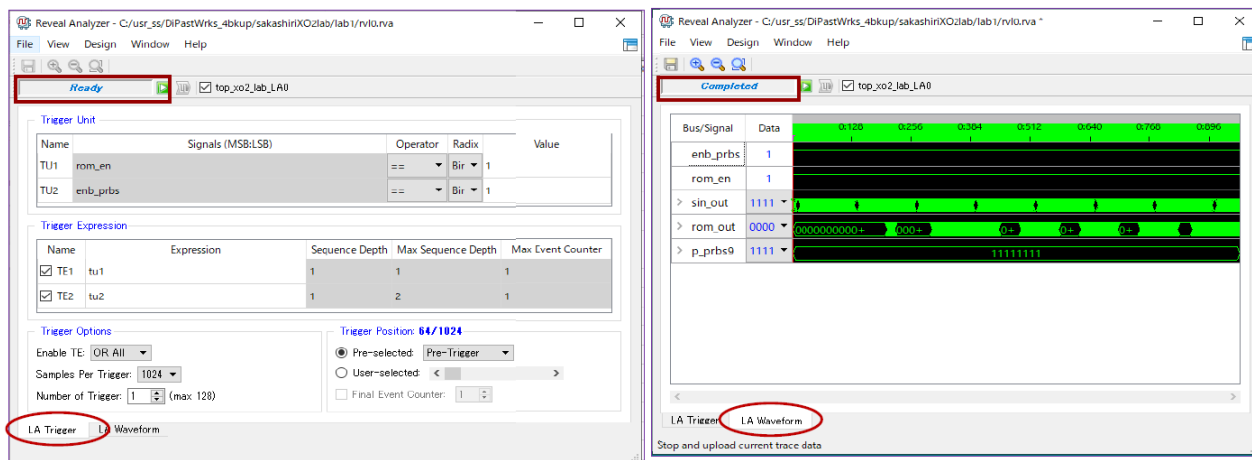 Reveal Analyzer - C:/usr_ss/DiPastWrks_4bkup/sakashiriXO2lab/lab1/rvl0.rva
File View Design Window Help
Ready top_xo2_lab_LA0
Trigger Unit
Name Signals (MSB:LSB) Operator Radix Value
TU1 rom_en == Bir 1
TU2 enb_prbs == Bir 1
Trigger Expression
Name Expression Sequence Depth Max Sequence Depth Max Event Counter
TE1 tu1 1 1 1
TE2 tu2 1 2 1
Trigger Options
Enable TE: OR All
Samples Per Trigger: 1024
Number of Trigger: 1 (max 128)
Trigger Position: 64/1024
Pre-selected: Pre-Trigger
User-selected:
Final Event Counter: 1
LA Trigger LA Waveform
Reveal Analyzer - C:/usr_ss/DiPastWrks_4bkup/sakashiriXO2lab/lab1/rvl0.rva *
File View Design Window Help
Completed top_xo2_lab_LA0
Bus/Signal Data 0:128 0:256 0:384 0:512 0:640 0:768 0:896
enb_prbs 1
rom_en 1
sin_out 1111
rom_out 0000 0000000000+ 000+ 0+ 0+ 0+
p_prbs9 1111 11111111
LA Trigger LA Waveform
Stop and upload current trace data